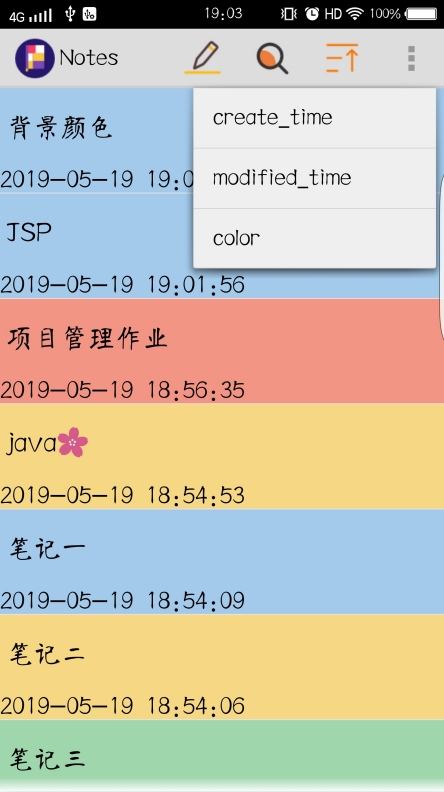 4G 19:03 HD 100%
Notes
create_time
modified_time
color
背景颜色
2019-05-19 19:0
JSP
2019-05-19 19:01:56
项目管理作业
2019-05-19 18:56:35
java🌸
2019-05-19 18:54:53
笔记一
2019-05-19 18:54:09
笔记二
2019-05-19 18:54:06
笔记三